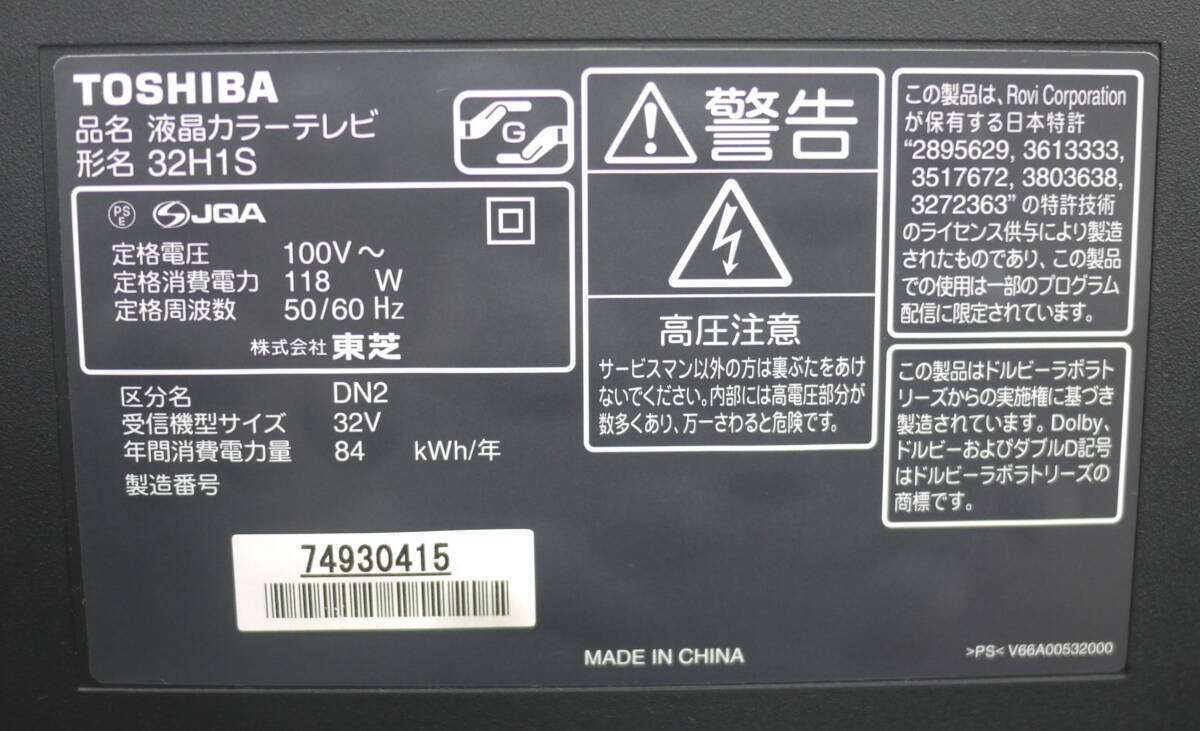 TOSHIBA
品名 液晶カラーテレビ
形名 32H1S
G
PS
E
JQA
定格電圧 100V～
定格消費電力 118 W
定格周波数 50/60 Hz
株式会社 東芝
区分名 DN2
受信機型サイズ 32V
年間消費電力量 84 kWh/年
製造番号
74930415
警告
高圧注意
サービスマン以外の方は裏ぶたをあけ
ないでください。内部には高電圧部分が
数多くあり、万一さわると危険です。
この製品は、Rovi Corporation
が保有する日本特許
“2895629, 3613333,
3517672, 3803638,
3272363” の特許技術
のライセンス供与により製造
されたものであり、この製品
での使用は一部のプログラム
配信に限定されています。
この製品はドルビーラボラト
リーズからの実施権に基づき
製造されています。Dolby、
ドルビーおよびダブルD記号
はドルビーラボラトリーズの
商標です。
MADE IN CHINA
>PS< V66A00532000